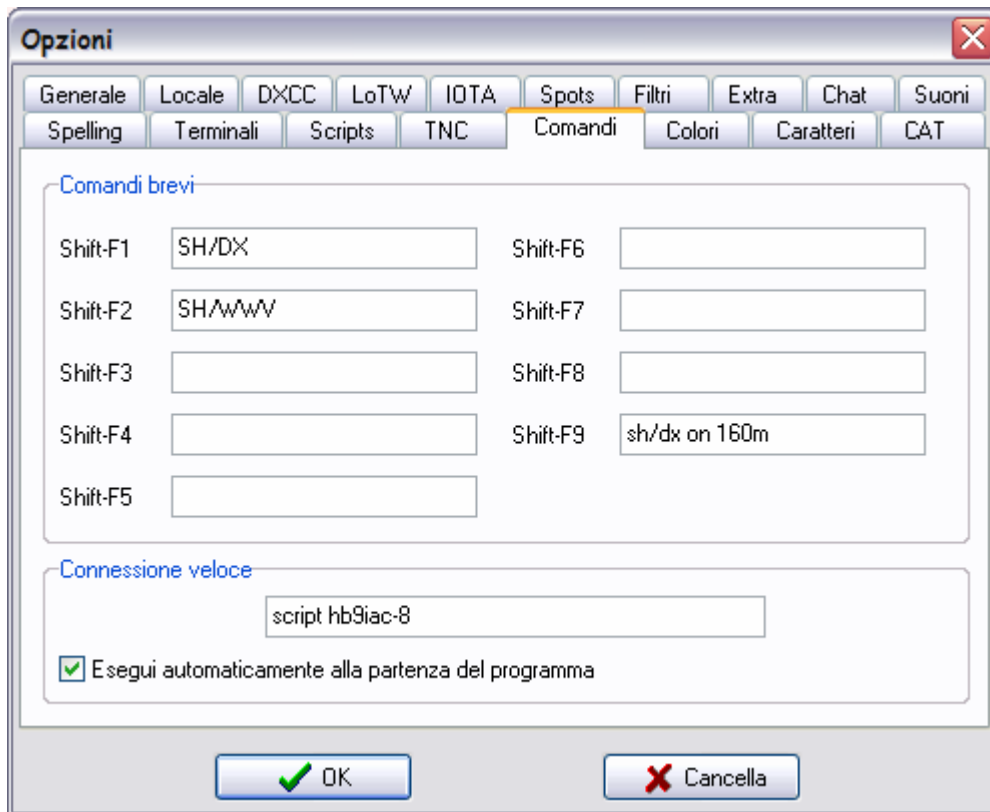 Opzioni
Generale Locale DXCC LoTW IOTA Spots Filtri Extra Chat Suoni
Spelling Terminali Scripts TNC Comandi Colori Caratteri CAT
Comandi brevi
Shift-F1 SH/DX Shift-F6
Shift-F2 SH/WWV Shift-F7
Shift-F3 Shift-F8
Shift-F4 Shift-F9 sh/dx on 160m
Shift-F5
Connessione veloce
script hb9iac-8
Esegui automaticamente alla partenza del programma
OK Cancella